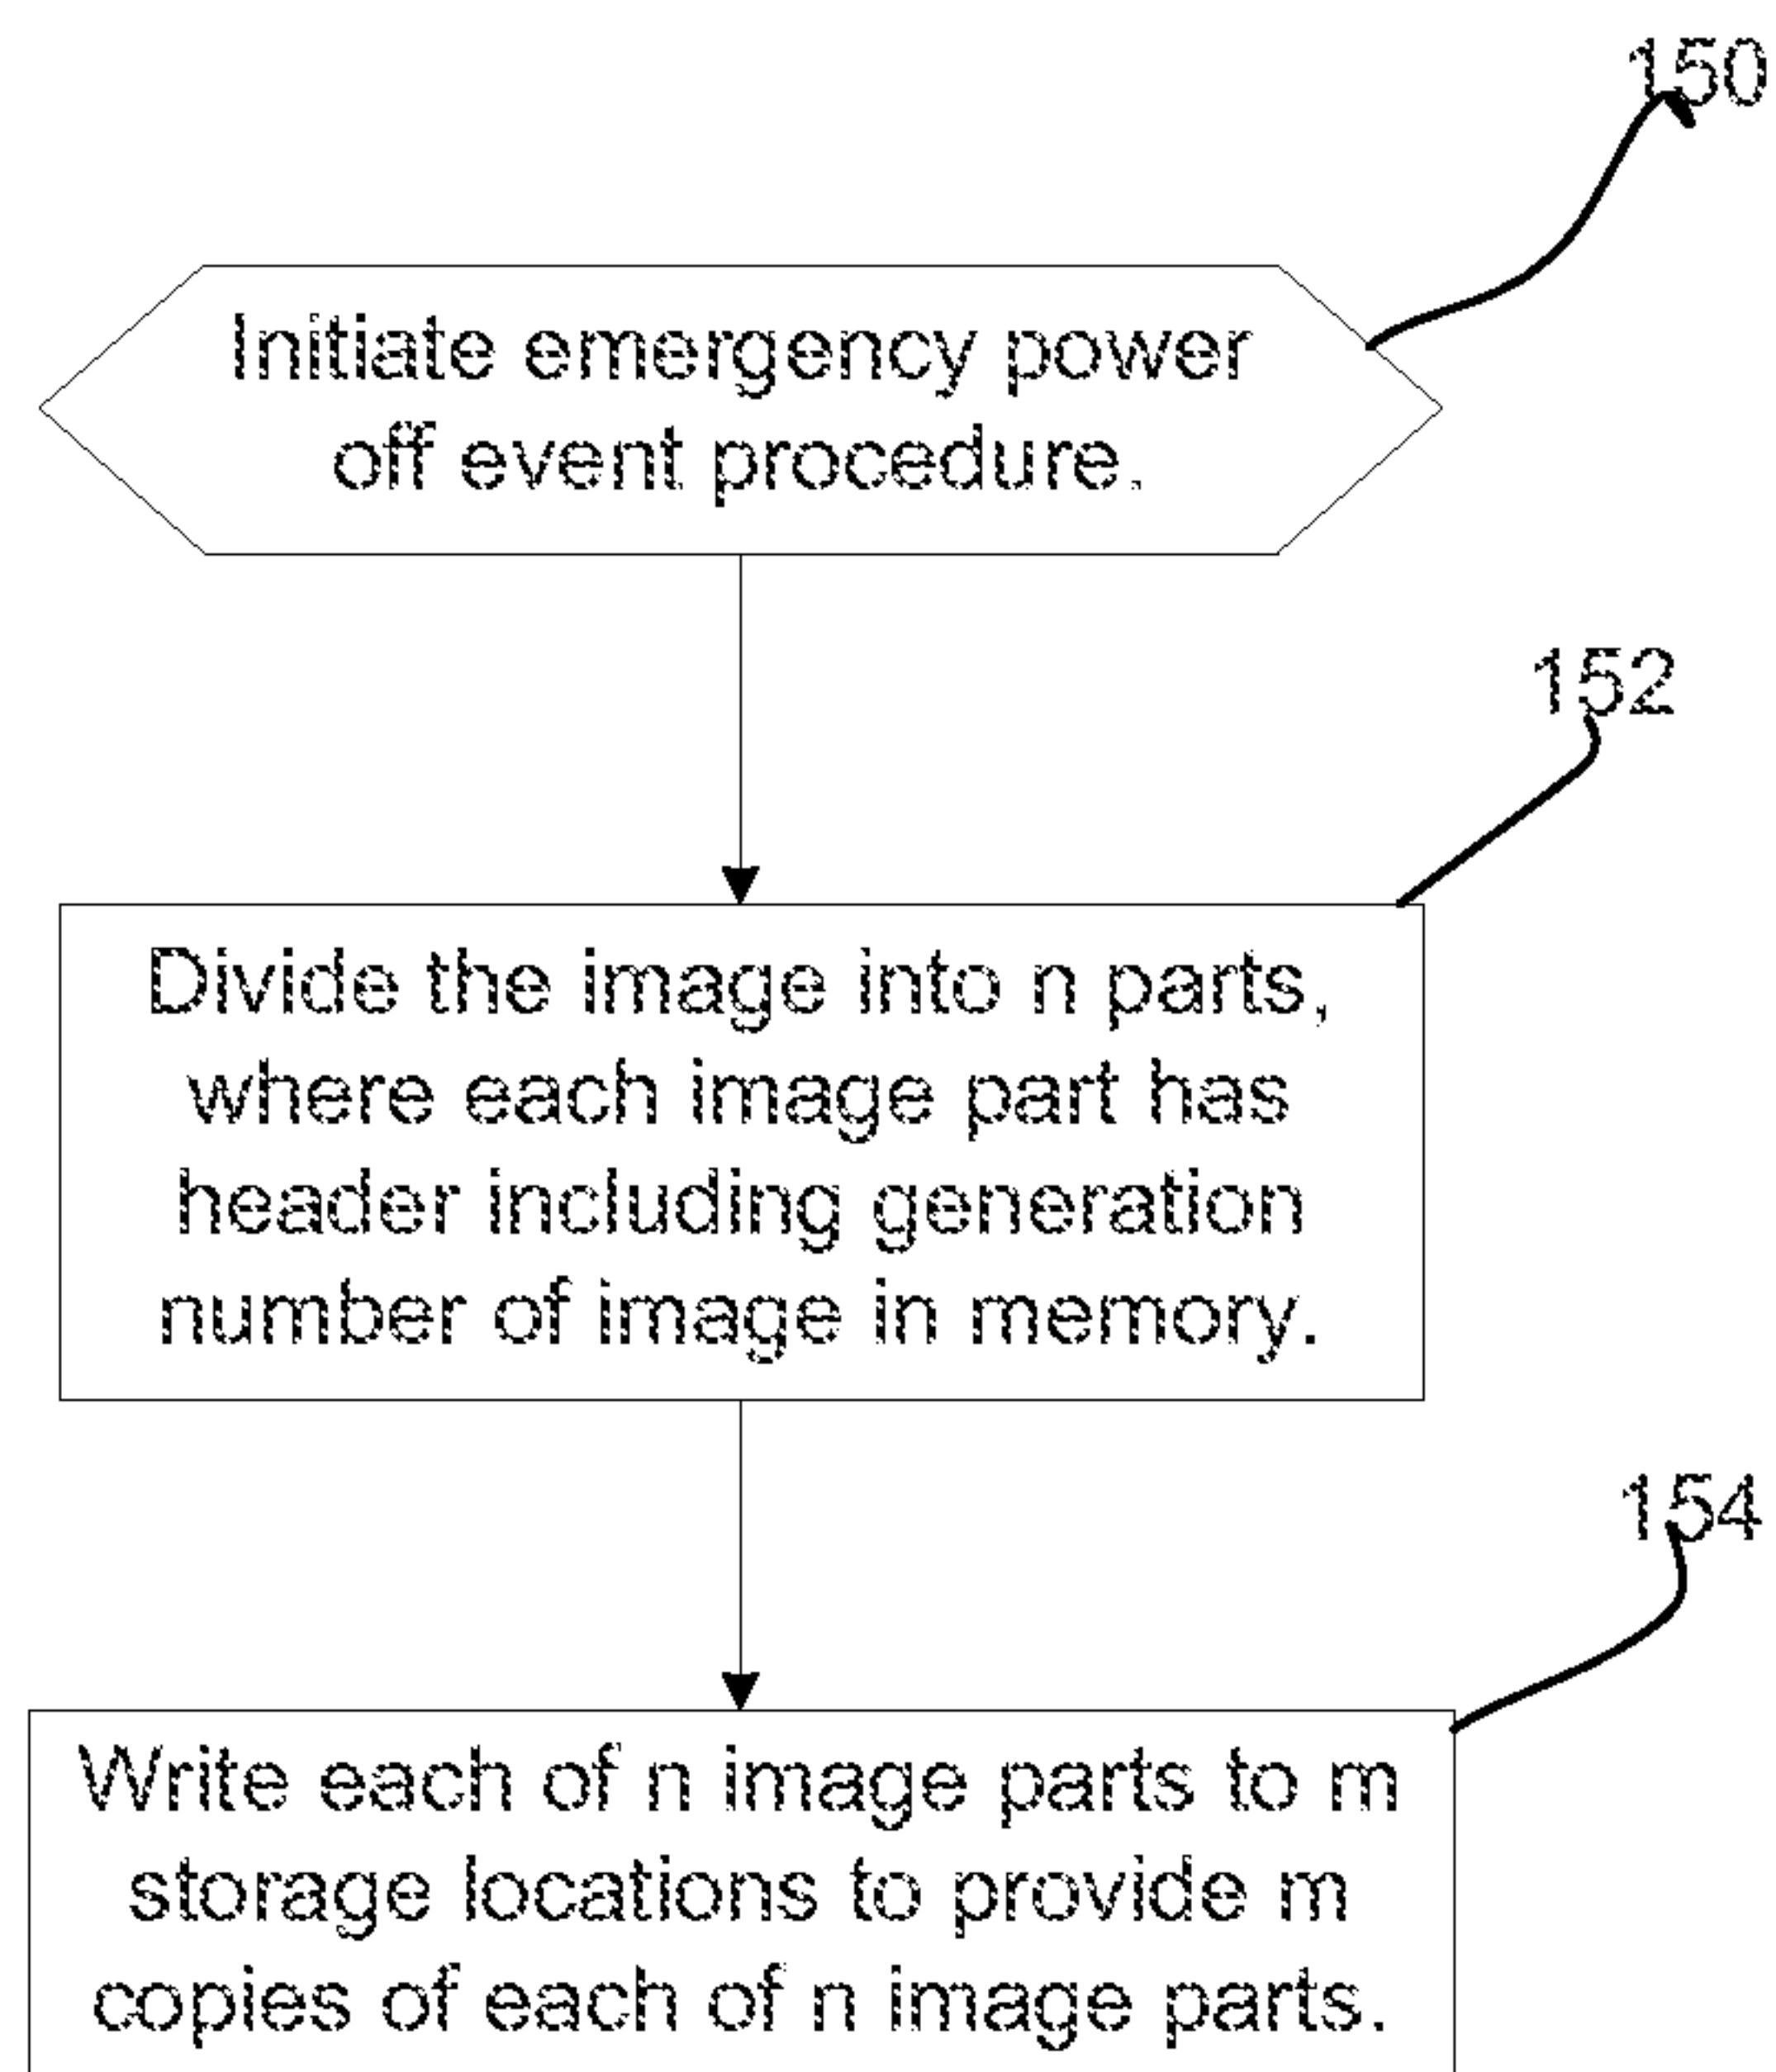 150
Initiate emergency power
off event procedure.
152
Divide the image into n parts,
where each image part has
header including generation
number of image in memory.
154
Write each of n image parts to m
storage locations to provide m
copies of each of n image parts.